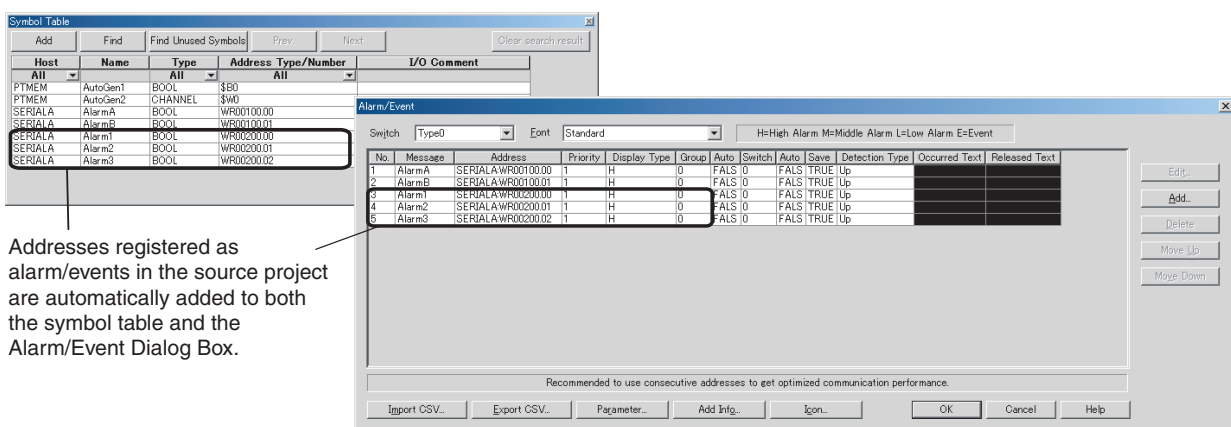 Symbol Table
Add Find Find Unused Symbols Prev. Next Clear search result
Host Name Type Address Type/Number I/O Comment
All All All
PTMEM AutoGen1 BOOL $B0
PTMEM AutoGen2 CHANNEL $W0
SERIALA AlarmA BOOL WR00100.00
SERIALA AlarmB BOOL WR00100.01
SERIALA Alarm1 BOOL WR00200.00
SERIALA Alarm2 BOOL WR00200.01
SERIALA Alarm3 BOOL WR00200.02
Addresses registered as
alarm/events in the source project
are automatically added to both
the symbol table and the
Alarm/Event Dialog Box.
Alarm/Event
Switch Type0 Font Standard H=High Alarm M=Middle Alarm L=Low Alarm E=Event
No. Message Address Priority Display Type Group Auto Switch Auto Save Detection Type Occurred Text Released Text
1 AlarmA SERIALA:WR00100.00 1 H 0 FALS 0 FALS TRUE Up
2 AlarmB SERIALA:WR00100.01 1 H 0 FALS 0 FALS TRUE Up
3 Alarm1 SERIALA:WR00200.00 1 H 0 FALS 0 FALS TRUE Up
4 Alarm2 SERIALA:WR00200.01 1 H 0 FALS 0 FALS TRUE Up
5 Alarm3 SERIALA:WR00200.02 1 H 0 FALS 0 FALS TRUE Up
Edit...
Add...
Delete
Move Up
Move Down
Recommended to use consecutive addresses to get optimized communication performance.
Import CSV... Export CSV... Parameter... Add Info... Icon... OK Cancel Help